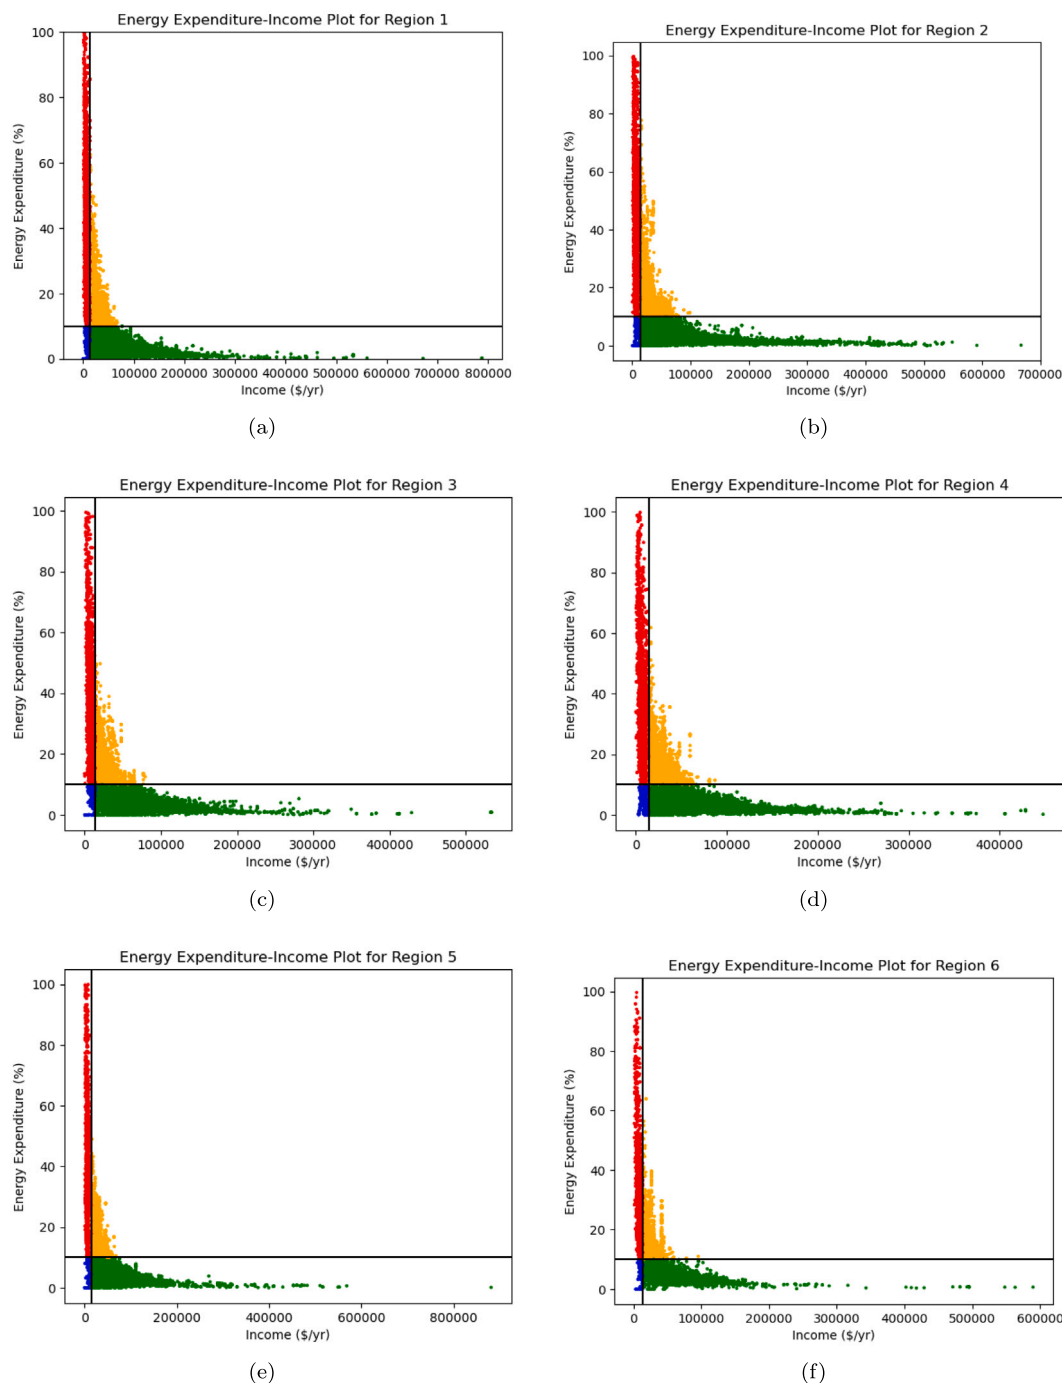 Energy Expenditure-Income Plot for Region 1
100
80
60
40
20
0
Energy Expenditure (%)
0 100000 200000 300000 400000 500000 600000 700000 800000
Income ($/yr)
(a)
Energy Expenditure-Income Plot for Region 2
100
80
60
40
20
0
Energy Expenditure (%)
0 100000 200000 300000 400000 500000 600000 700000
Income ($/yr)
(b)
Energy Expenditure-Income Plot for Region 3
100
80
60
40
20
0
Energy Expenditure (%)
0 100000 200000 300000 400000 500000
Income ($/yr)
(c)
Energy Expenditure-Income Plot for Region 4
100
80
60
40
20
0
Energy Expenditure (%)
0 100000 200000 300000 400000
Income ($/yr)
(d)
Energy Expenditure-Income Plot for Region 5
100
80
60
40
20
0
Energy Expenditure (%)
0 200000 400000 600000 800000
Income ($/yr)
(e)
Energy Expenditure-Income Plot for Region 6
100
80
60
40
20
0
Energy Expenditure (%)
0 100000 200000 300000 400000 500000 600000
Income ($/yr)
(f)